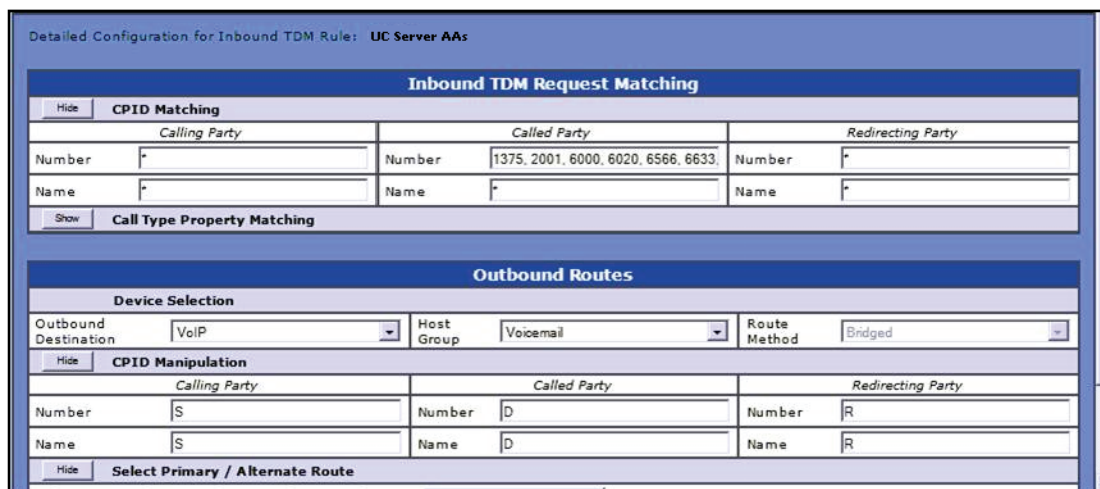 Detailed Configuration for Inbound TDM Rule: UC Server AAs
Inbound TDM Request Matching
Hide CPID Matching
Calling Party Called Party Redirecting Party
Number * Number 1375, 2001, 6000, 6020, 6566, 6633, Number *
Name * Name * Name *
Show Call Type Property Matching
Outbound Routes
Device Selection
Outbound Destination VoIP Host Group Voicemail Route Method Bridged
Hide CPID Manipulation
Calling Party Called Party Redirecting Party
Number S Number D Number R
Name S Name D Name R
Hide Select Primary / Alternate Route